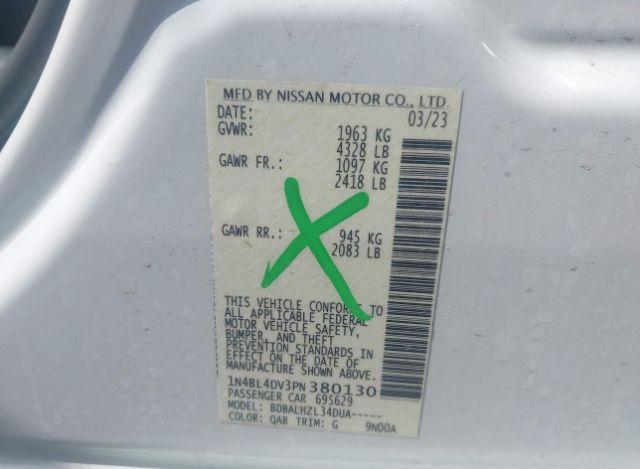 MFD BY NISSAN MOTOR CO., LTD.
DATE: 03/23
GVWR: 1963 KG
4328 LB
GAWR FR.: 1097 KG
2418 LB
GAWR RR.: 945 KG
2083 LB
THIS VEHICLE CONFORMS TO
ALL APPLICABLE FEDERAL
MOTOR VEHICLE SAFETY,
BUMPER, AND THEFT
PREVENTION STANDARDS IN
EFFECT ON THE DATE OF
MANUFACTURE SHOWN ABOVE.
1N4BL4DV3PN380130
PASSENGER CAR 695629
MODEL: BDBALHZL34DUA-----
COLOR: QAB TRIM: G 9N00A